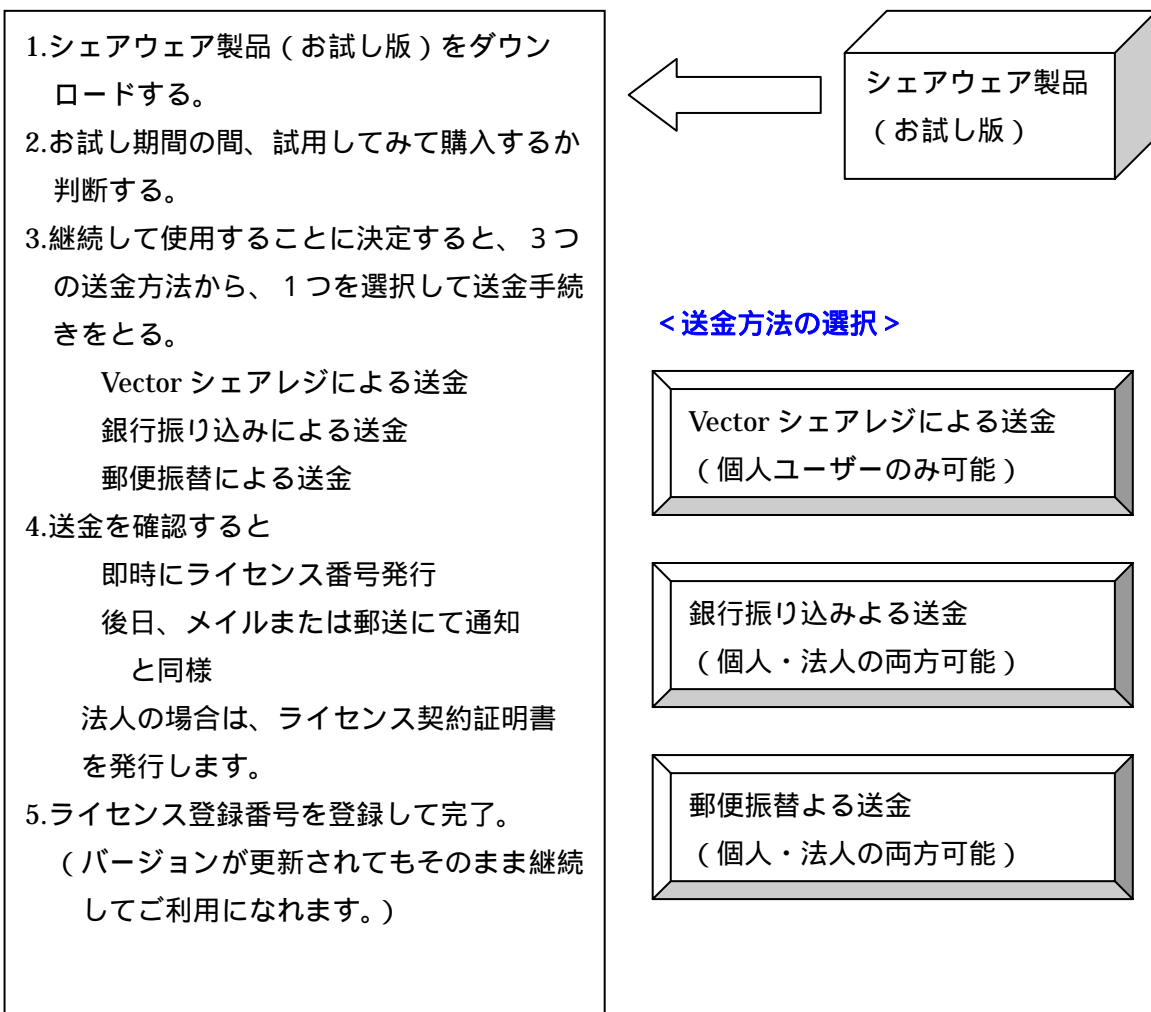 1.シェアウェア製品（お試し版）をダウン
ロードする。
2.お試し期間の間、試用してみて購入するか
判断する。
3.継続して使用することに決定すると、３つ
の送金方法から、１つを選択して送金手続
きをとる。
Vector シェアレジによる送金
銀行振り込みによる送金
郵便振替による送金
4.送金を確認すると
即時にライセンス番号発行
後日、メイルまたは郵送にて通知
と同様
法人の場合は、ライセンス契約証明書
を発行します。
5.ライセンス登録番号を登録して完了。
（バージョンが更新されてもそのまま継続
してご利用になれます。）
シェアウェア製品
（お試し版）
＜送金方法の選択＞
Vector シェアレジによる送金
（個人ユーザーのみ可能）
銀行振り込みよる送金
（個人・法人の両方可能）
郵便振替よる送金
（個人・法人の両方可能）